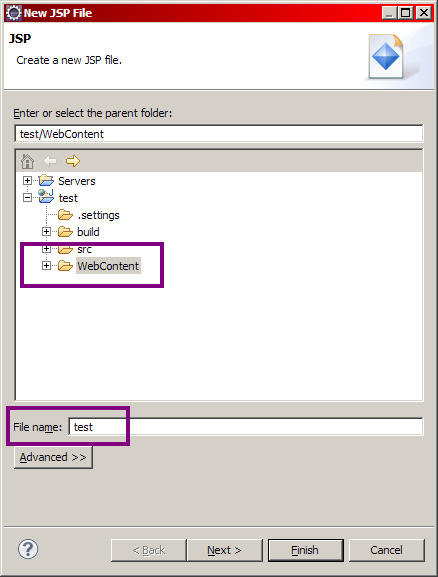 New JSP File
JSP
Create a new JSP file.
Enter or select the parent folder:
test/WebContent
Servers
test
.settings
build
src
WebContent
File name: test
Advanced >>
? < Back Next > Finish Cancel